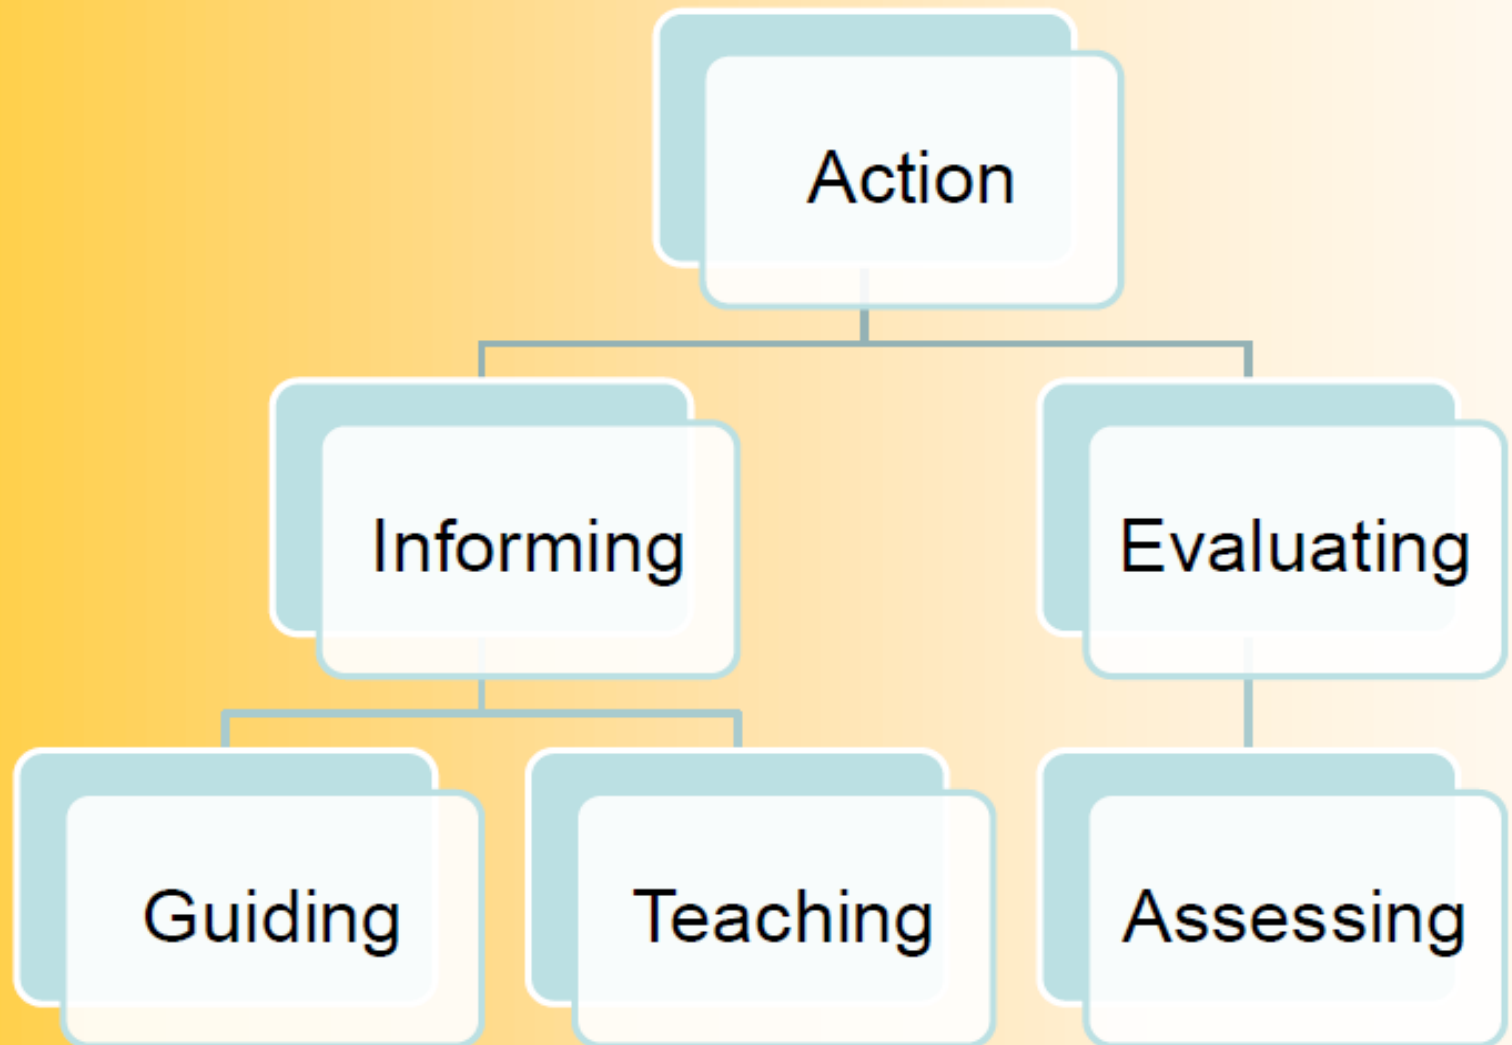 Action
Informing
Evaluating
Guiding
Teaching
Assessing